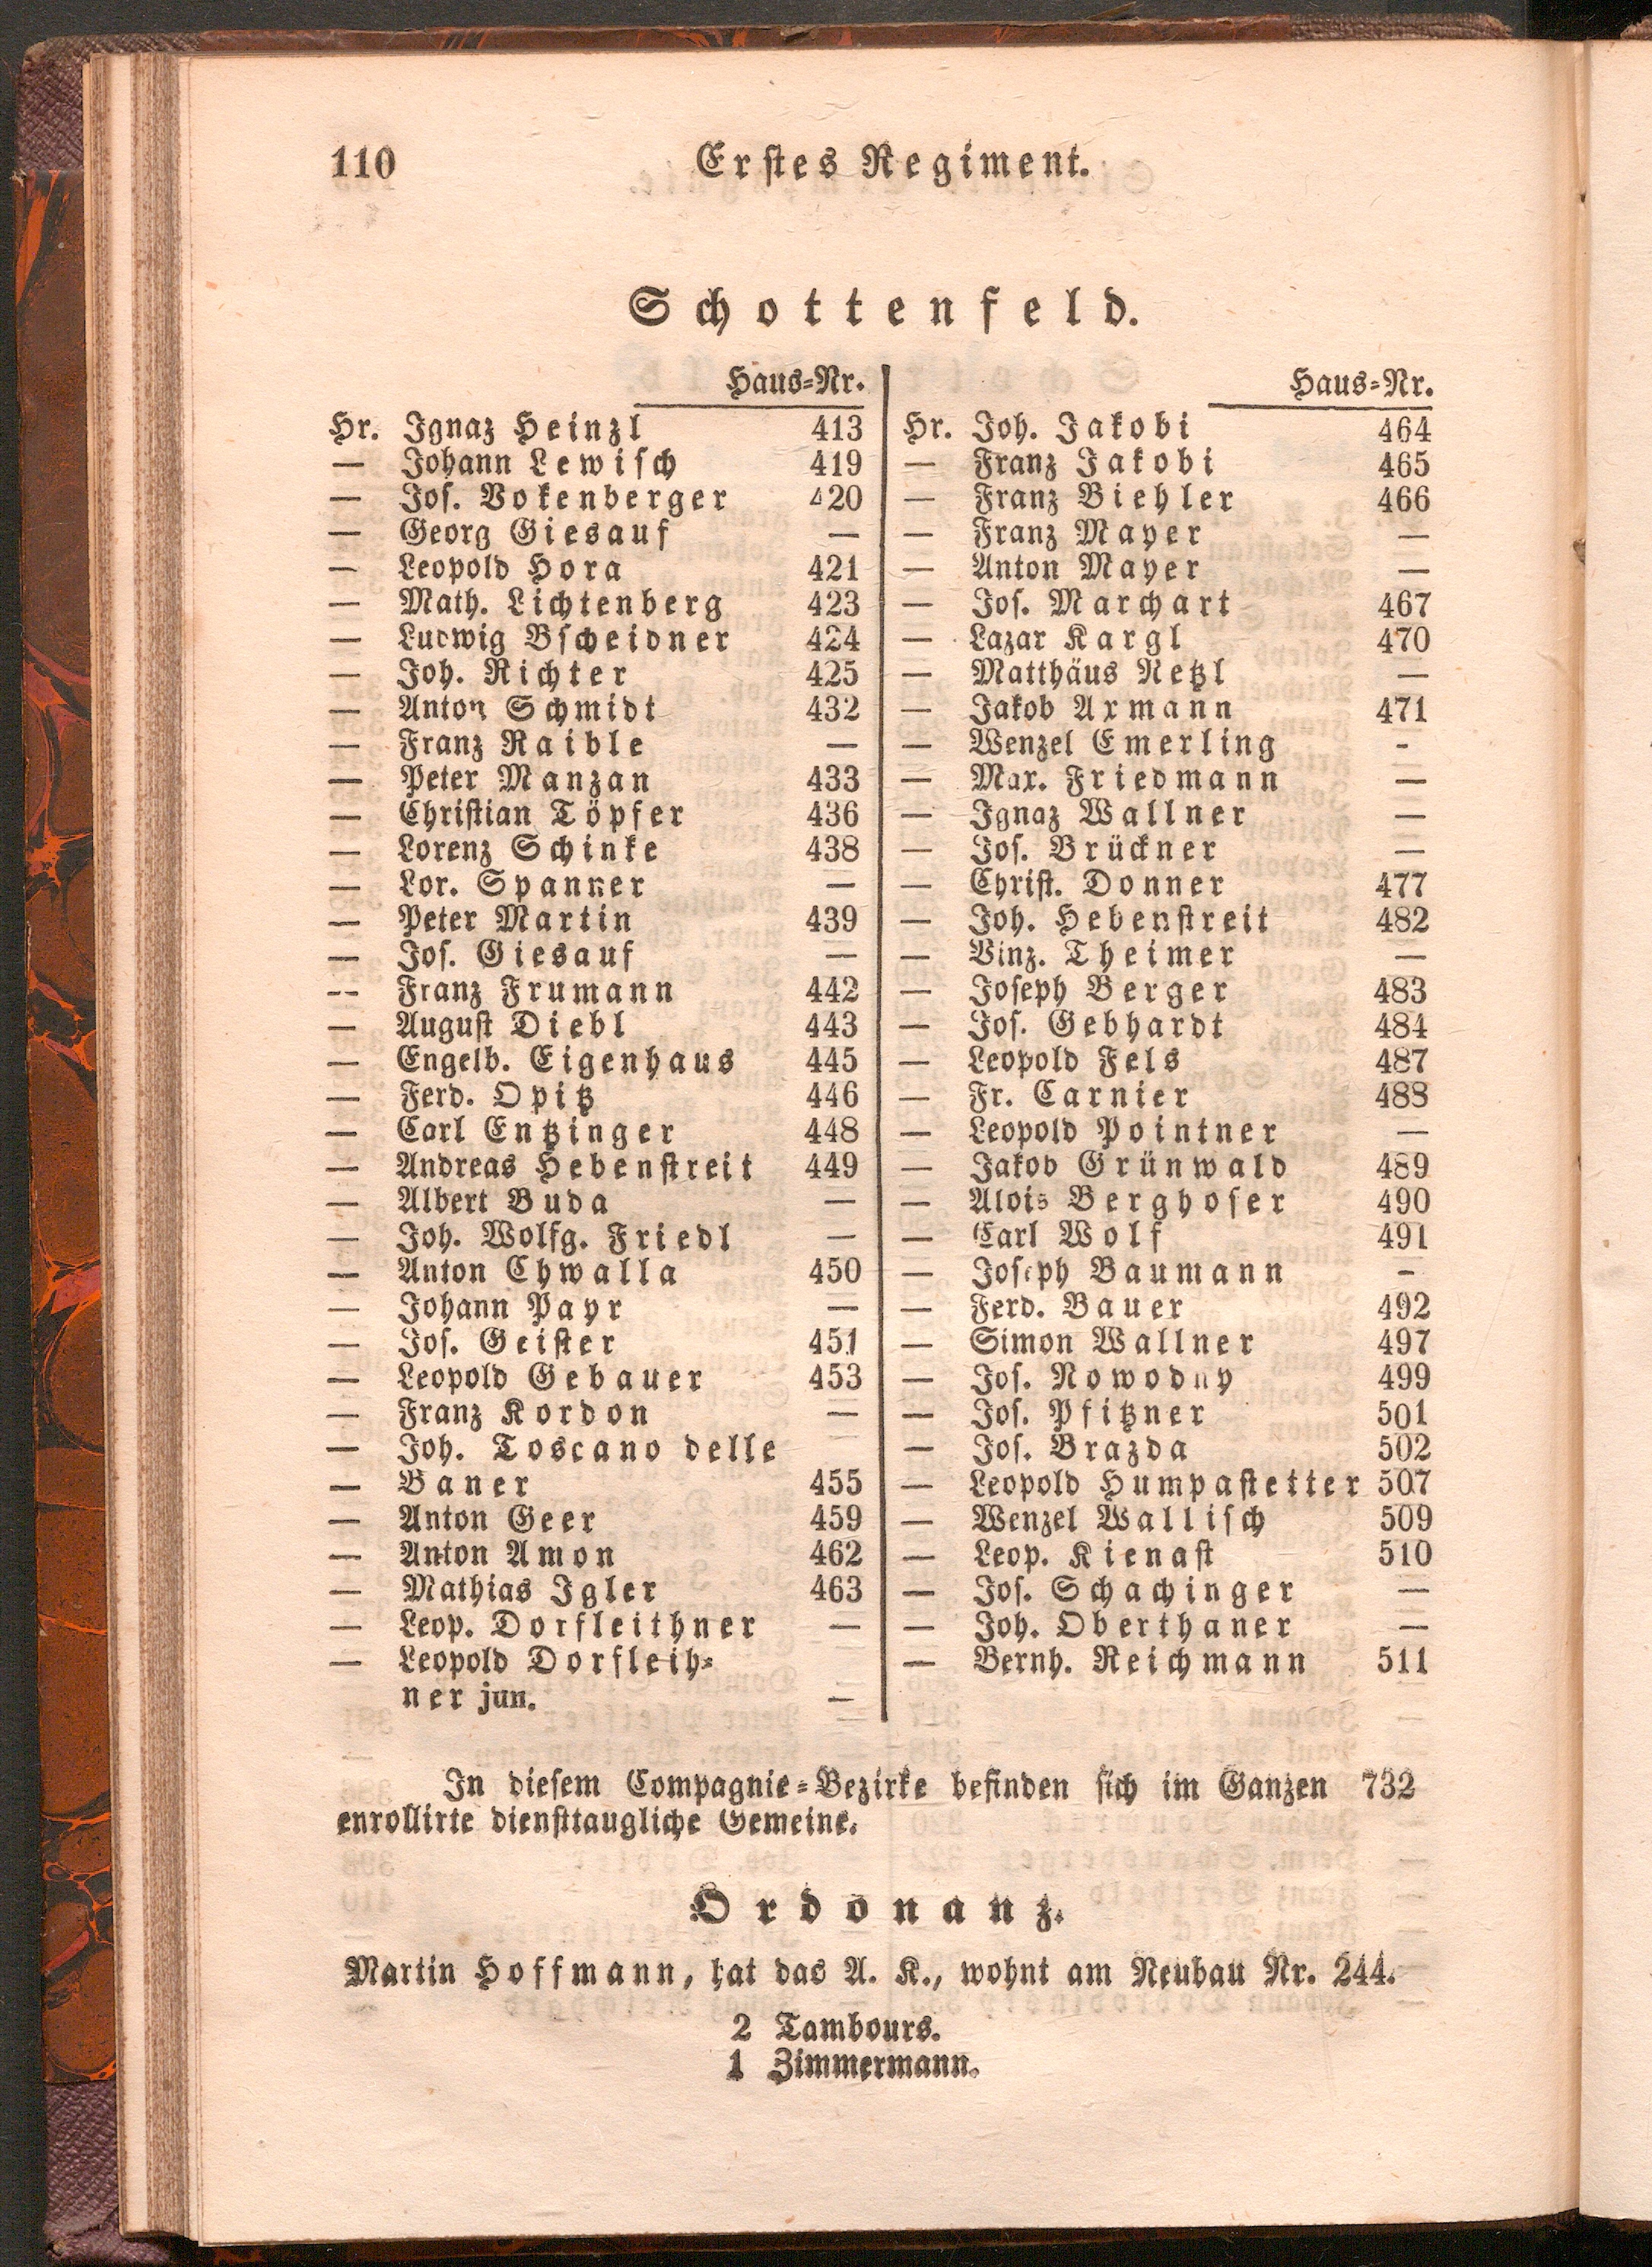 110 Erstes Regiment.
Schottenfeld.
Haus-Nr.
Hr. Ignaz Heinzl 413
— Johann Lewisch 419
— Jos. Vokenberger 420
— Georg Giesauf —
— Leopold Hora 421
— Math. Lichtenberg 423
— Ludwig Bscheidner 424
— Joh. Richter 425
— Anton Schmidt 432
— Franz Raible —
— Peter Manzan 433
— Christian Töpfer 436
— Lorenz Schinke 438
— Lor. Spanner —
— Peter Martin 439
— Jos. Giesauf —
— Franz Frumann 442
— August Diebl 443
— Engelb. Eigenhaus 445
— Ferd. Opitz 446
— Carl Entzinger 448
— Andreas Hebenstreit 449
— Albert Buda —
— Joh. Wolfg. Friedl —
— Anton Chwalla 450
— Johann Payr —
— Jos. Geister 451
— Leopold Gebauer 453
— Franz Kordon —
— Joh. Toscano delle
— Baner 455
— Anton Geer 459
— Anton Amon 462
— Mathias Igler 463
— Leop. Dorfleithner —
— Leopold Dorfleih-
ner jun. —
Haus-Nr.
Hr. Joh. Jakobi 464
— Franz Jakobi 465
— Franz Biehler 466
— Franz Mayer —
— Anton Mayer —
— Jos. Marchart 467
— Lazar Kargl 470
— Matthäus Netzl —
— Jakob Axmann 471
— Wenzel Emerling -
— Max. Friedmann —
— Ignaz Wallner —
— Jos. Brückner —
— Christ. Donner 477
— Joh. Hebenstreit 482
— Vinz. Theimer —
— Joseph Berger 483
— Jos. Gebhardt 484
— Leopold Fels 487
— Fr. Carnier 488
— Leopold Pointner —
— Jakob Grünwald 489
— Alois Berghofer 490
— Carl Wolf 491
— Joseph Baumann -
— Ferd. Bauer 492
— Simon Wallner 497
— Jos. Nowodny 499
— Jos. Pfitzner 501
— Jos. Brazda 502
— Leopold Humpastetter 507
— Wenzel Wallisch 509
— Leop. Kienast 510
— Jos. Schachinger —
— Joh. Oberthaner —
— Bernh. Reichmann 511
In diesem Compagnie-Bezirke befinden sich im Ganzen 732
enrollirte diensttaugliche Gemeine.
Ordonanz.
Martin Hoffmann, hat das A. K., wohnt am Neubau Nr. 244.
2 Tambours.
1 Zimmermann.